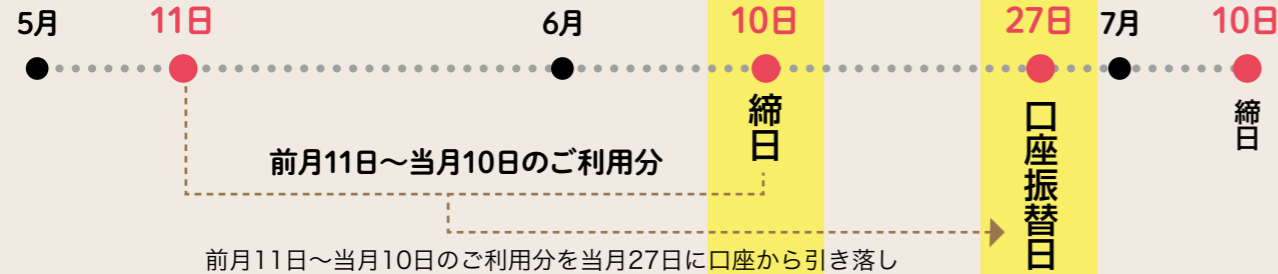 5月 11日 6月 10日 27日 7月 10日
締日
口座振替日
締日
前月11日〜当月10日のご利用分
前月11日〜当月10日のご利用分を当月27日に口座から引き落し